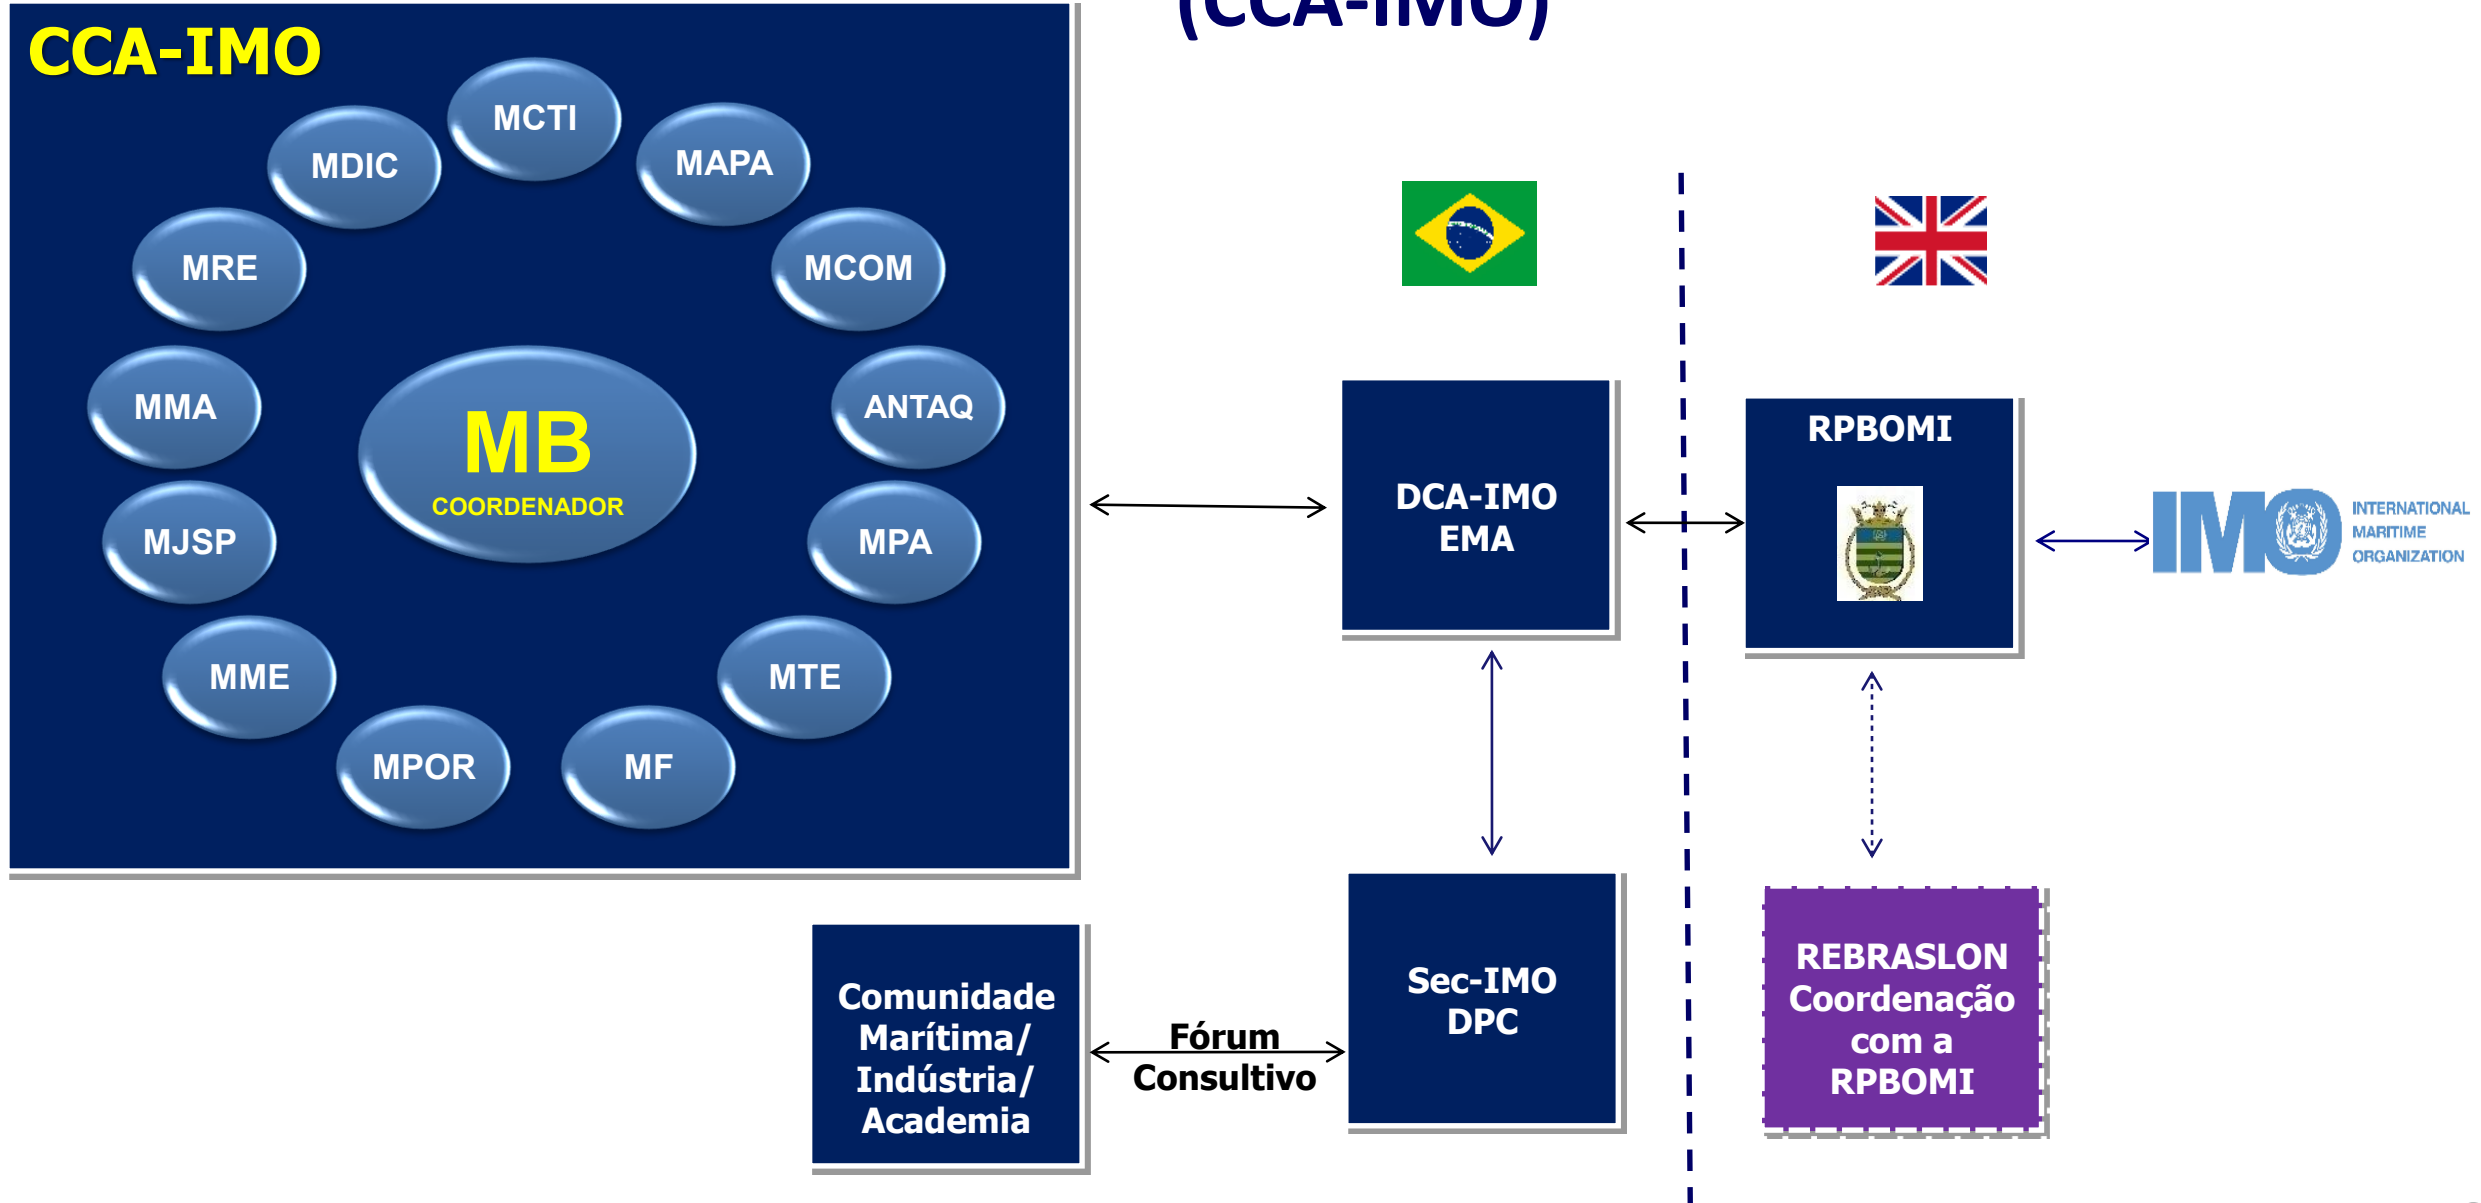 (CCA-IMO)
CCA-IMO
MCTI
MDIC
MAPA
MRE
MCOM
MMA
ANTAQ
MB
COORDENADOR
MJSP
MPA
MME
MTE
MPOR
MF
DCA-IMO
EMA
RPBOMI
IMO
INTERNATIONAL
MARITIME
ORGANIZATION
Comunidade
Marítima/
Indústria/
Academia
Fórum
Consultivo
Sec-IMO
DPC
REBRASLON
Coordenação
com a
RPBOMI